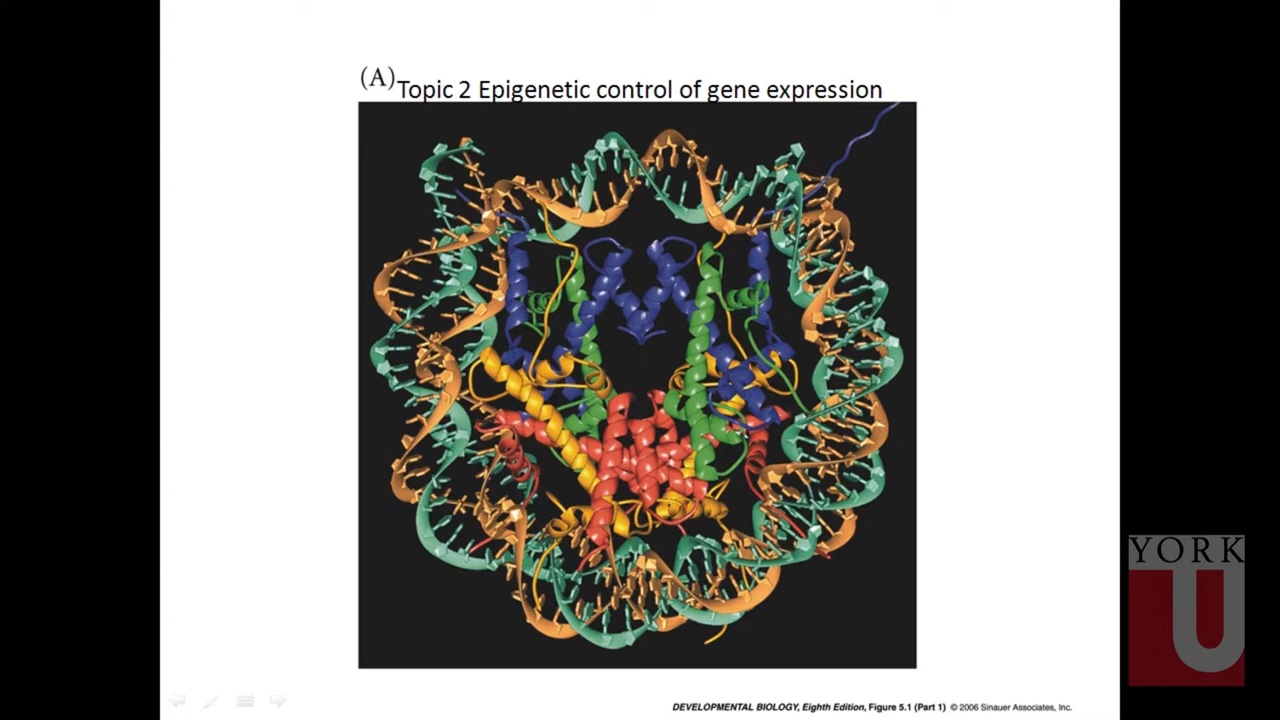 (A)
Topic 2 Epigenetic control of gene expression
YORK
U
DEVELOPMENTAL BIOLOGY, Eighth Edition, Figure 5.1 (Part 1) © 2006 Sinauer Associates, Inc.